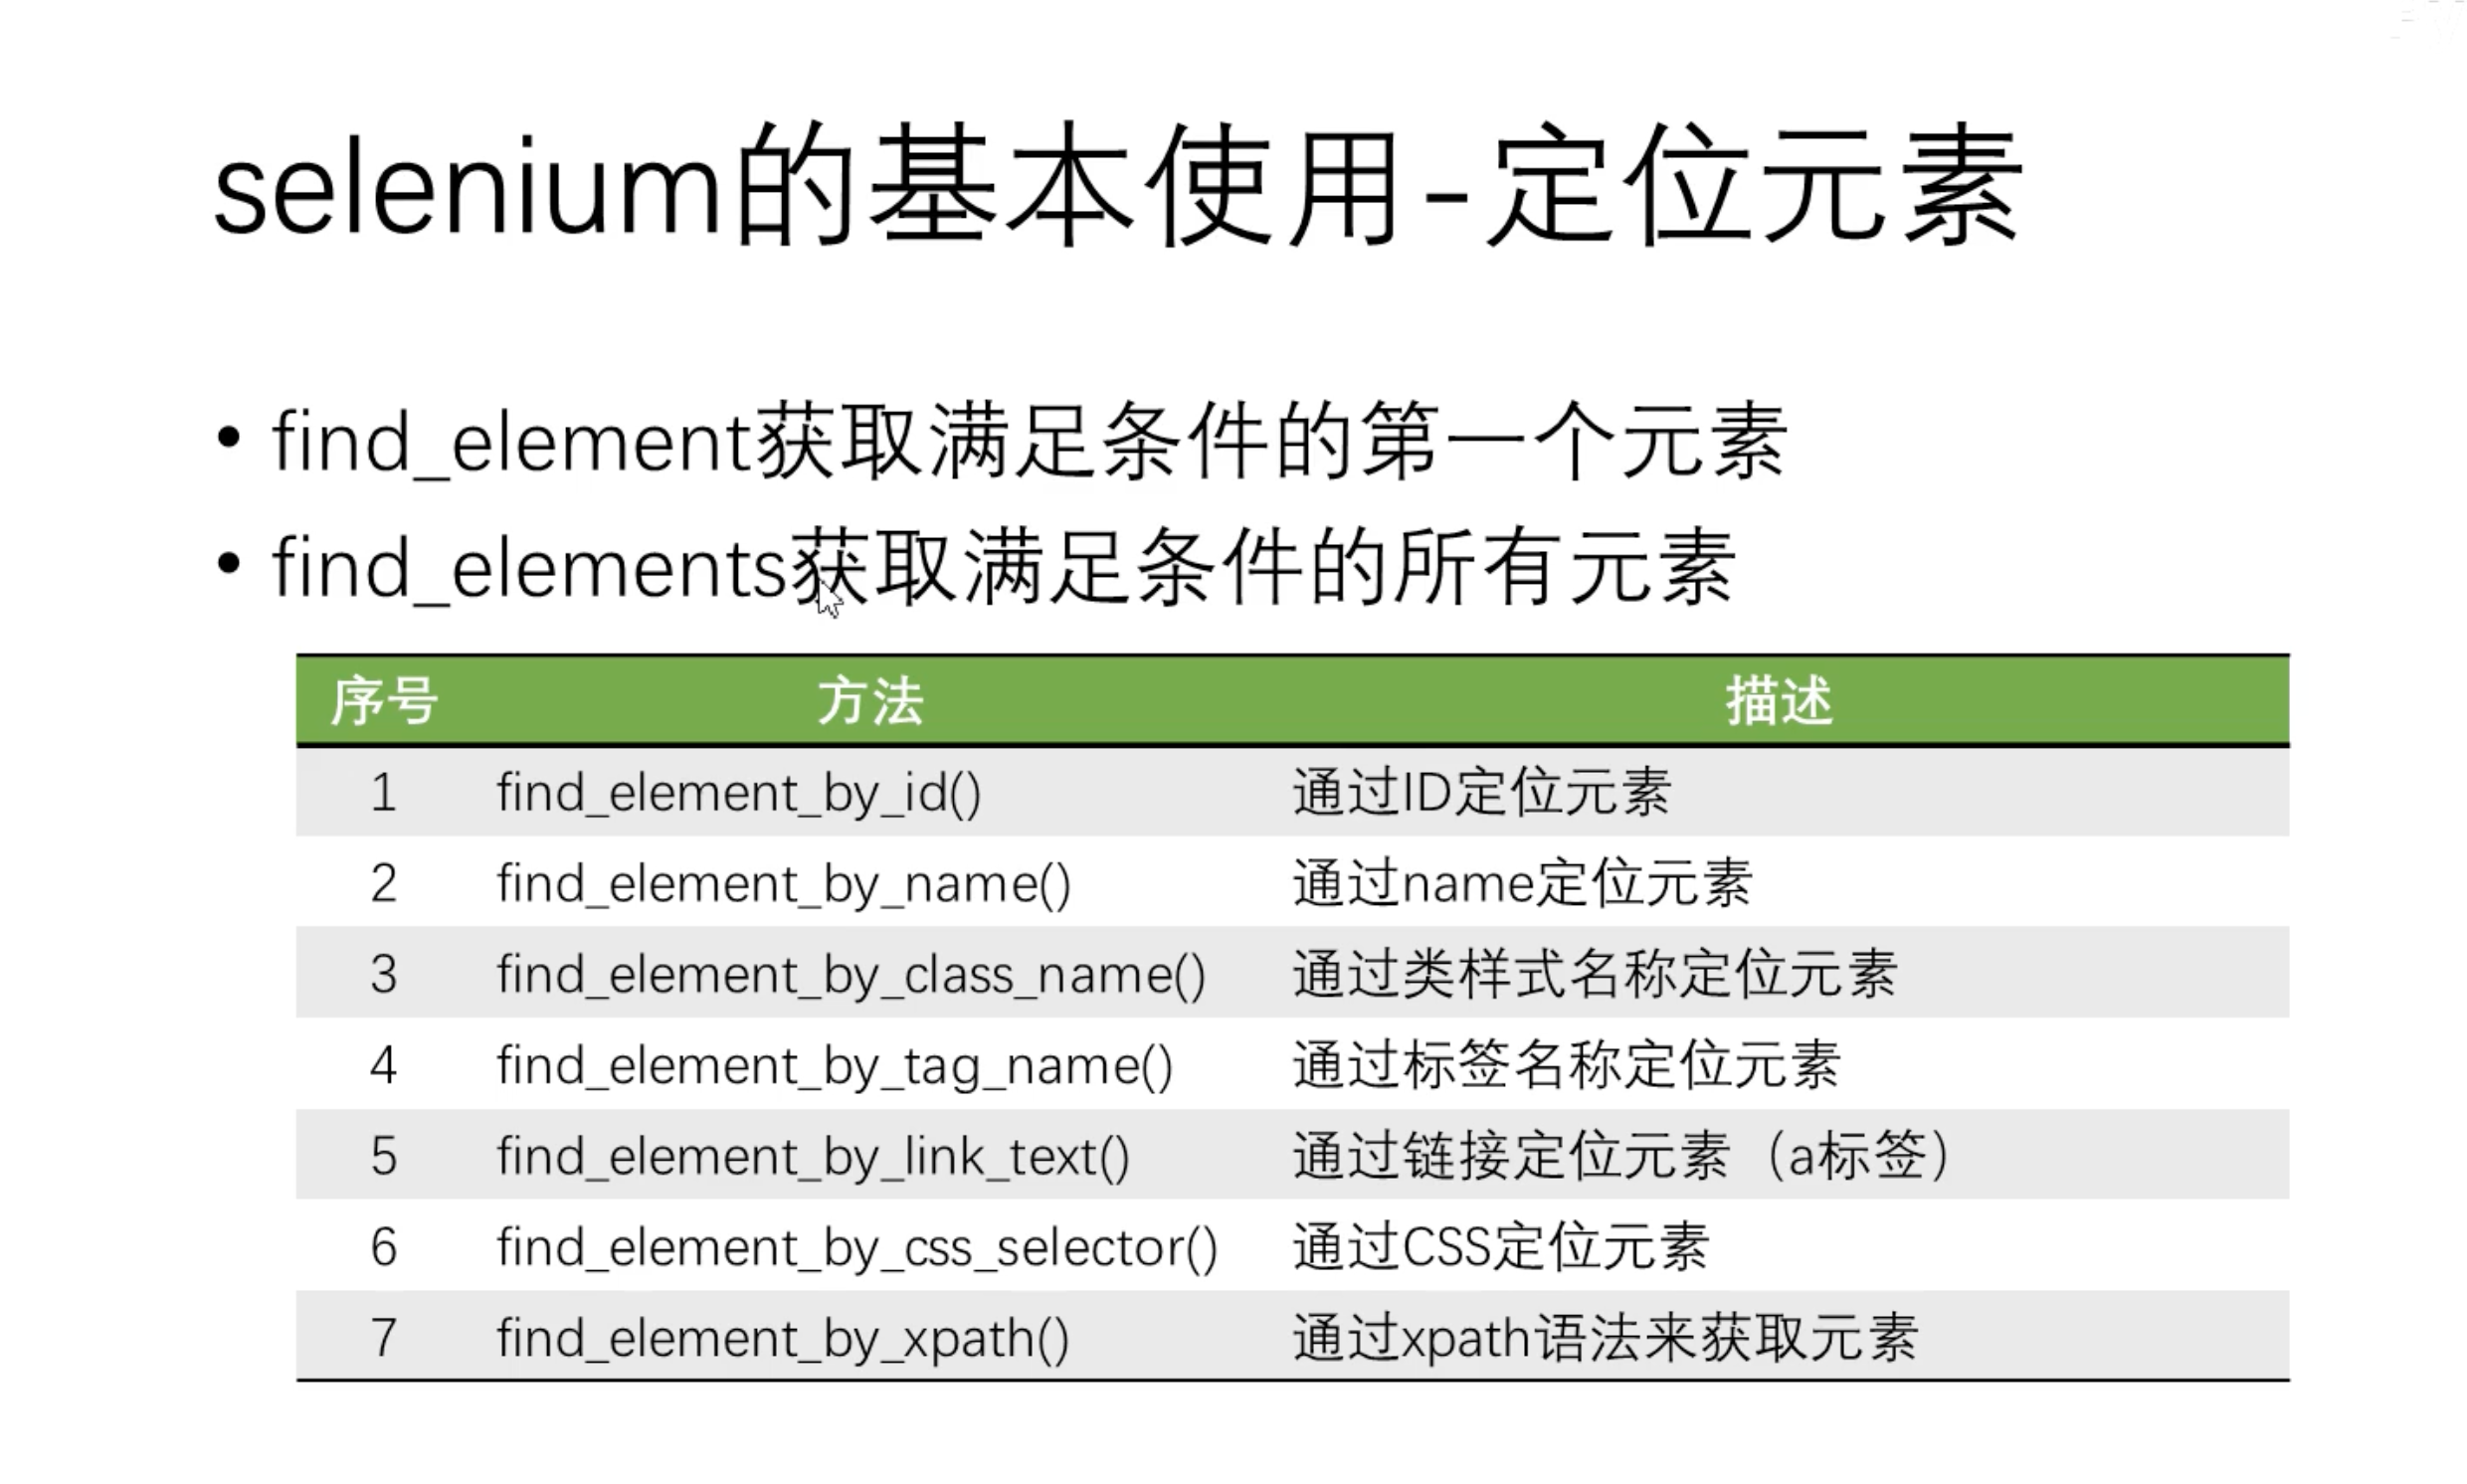 selenium的基本使用-定位元素
• find_element获取满足条件的第一个元素
• find_elements获取满足条件的所有元素
序号 方法 描述
1 find_element_by_id() 通过ID定位元素
2 find_element_by_name() 通过name定位元素
3 find_element_by_class_name() 通过类样式名称定位元素
4 find_element_by_tag_name() 通过标签名称定位元素
5 find_element_by_link_text() 通过链接定位元素（a标签）
6 find_element_by_css_selector() 通过CSS定位元素
7 find_element_by_xpath() 通过xpath语法来获取元素